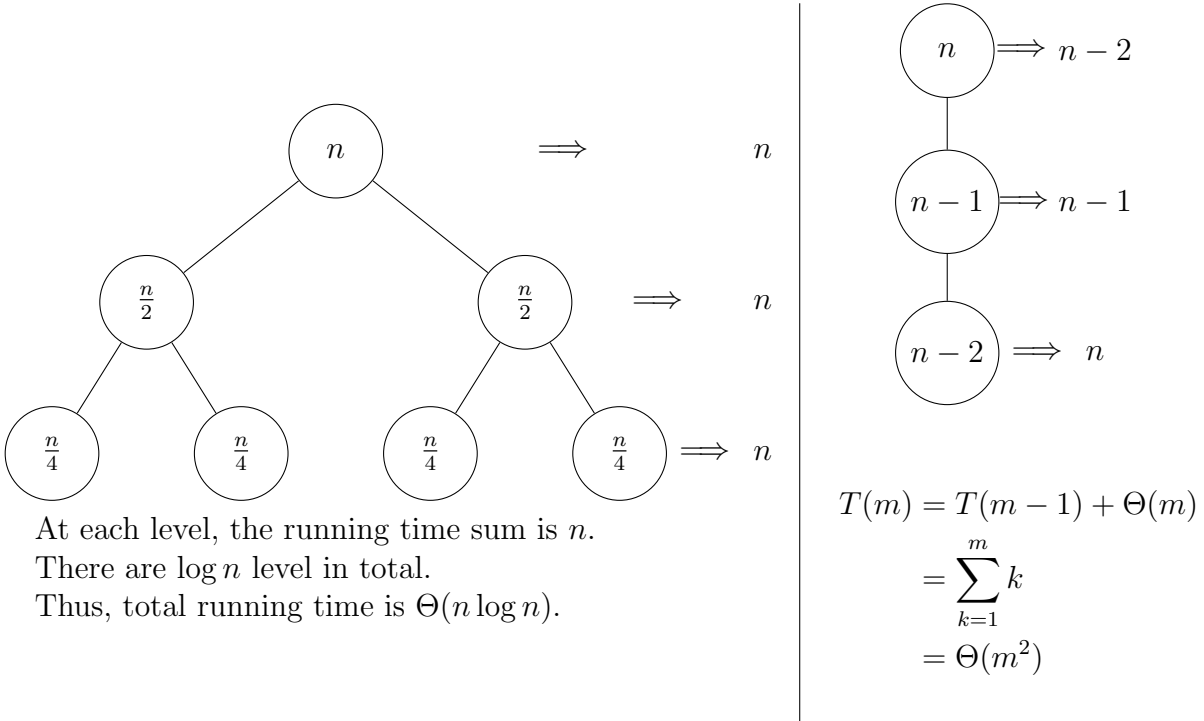 n ⟹ n
n/2 n/2 ⟹ n
n/4 n/4 n/4 n/4 ⟹ n
At each level, the running time sum is n.
There are log n level in total.
Thus, total running time is Θ(n log n).
n ⟹ n − 2
n − 1 ⟹ n − 1
n − 2 ⟹ n
T(m) = T(m − 1) + Θ(m)
= ∑_{k=1}^{m} k
= Θ(m²)